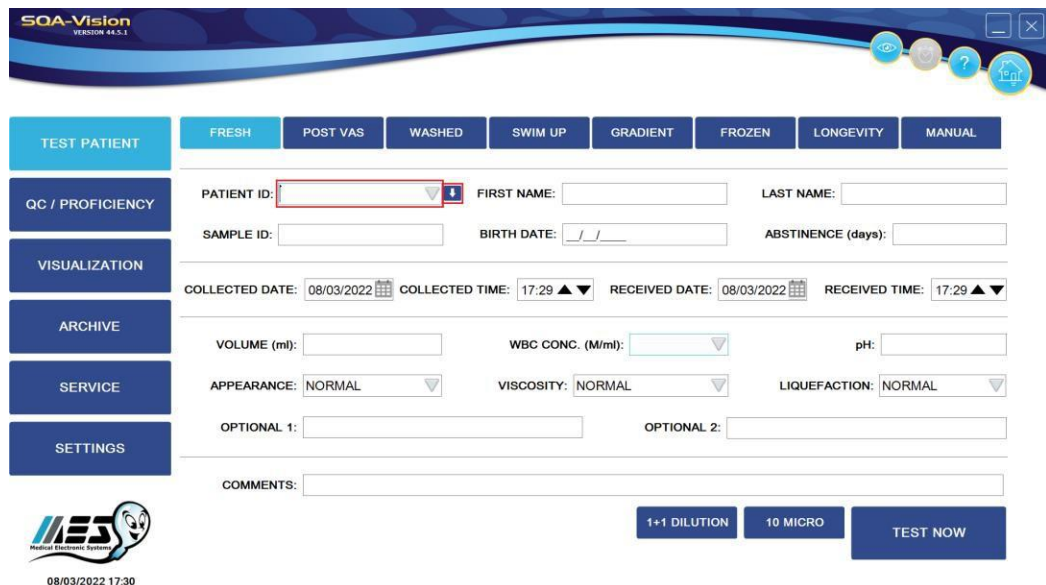 SQA-Vision
VERSION 44.5.1
?
TEST PATIENT
QC / PROFICIENCY
VISUALIZATION
ARCHIVE
SERVICE
SETTINGS
FRESH POST VAS WASHED SWIM UP GRADIENT FROZEN LONGEVITY MANUAL
PATIENT ID: FIRST NAME: LAST NAME:
SAMPLE ID: BIRTH DATE: __/__/____ ABSTINENCE (days):
COLLECTED DATE: 08/03/2022 COLLECTED TIME: 17:29 RECEIVED DATE: 08/03/2022 RECEIVED TIME: 17:29
VOLUME (ml): WBC CONC. (M/ml): pH:
APPEARANCE: NORMAL VISCOSITY: NORMAL LIQUEFACTION: NORMAL
OPTIONAL 1: OPTIONAL 2:
COMMENTS:
1+1 DILUTION 10 MICRO TEST NOW
MES
Medical Electronic Systems
08/03/2022 17:30